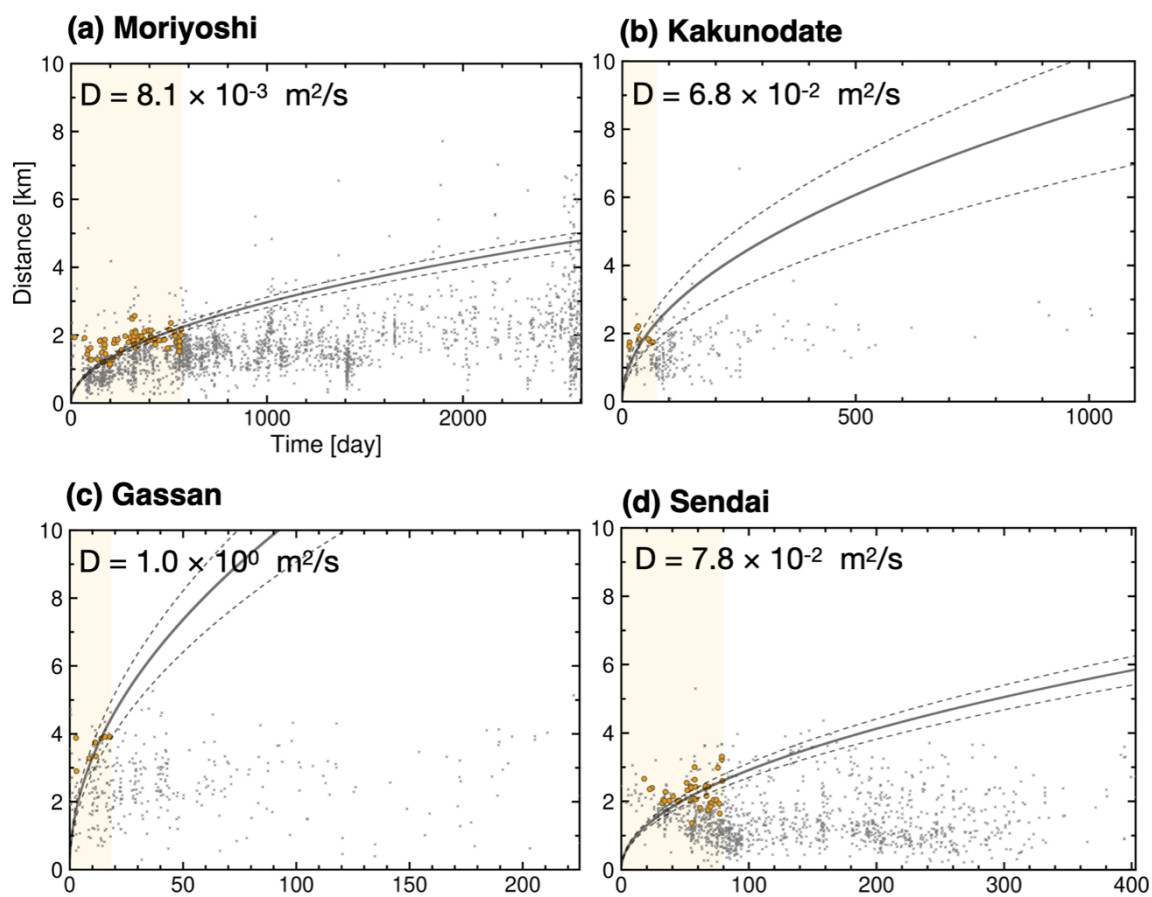 (a) Moriyoshi
D = 8.1 × 10-3 m2/s
10
8
6
4
2
0
Distance [km]
0 1000 2000
Time [day]
(b) Kakunodate
D = 6.8 × 10-2 m2/s
10
8
6
4
2
0
0 500 1000
(c) Gassan
D = 1.0 × 100 m2/s
10
8
6
4
2
0
0 50 100 150 200
(d) Sendai
D = 7.8 × 10-2 m2/s
10
8
6
4
2
0
0 100 200 300 400